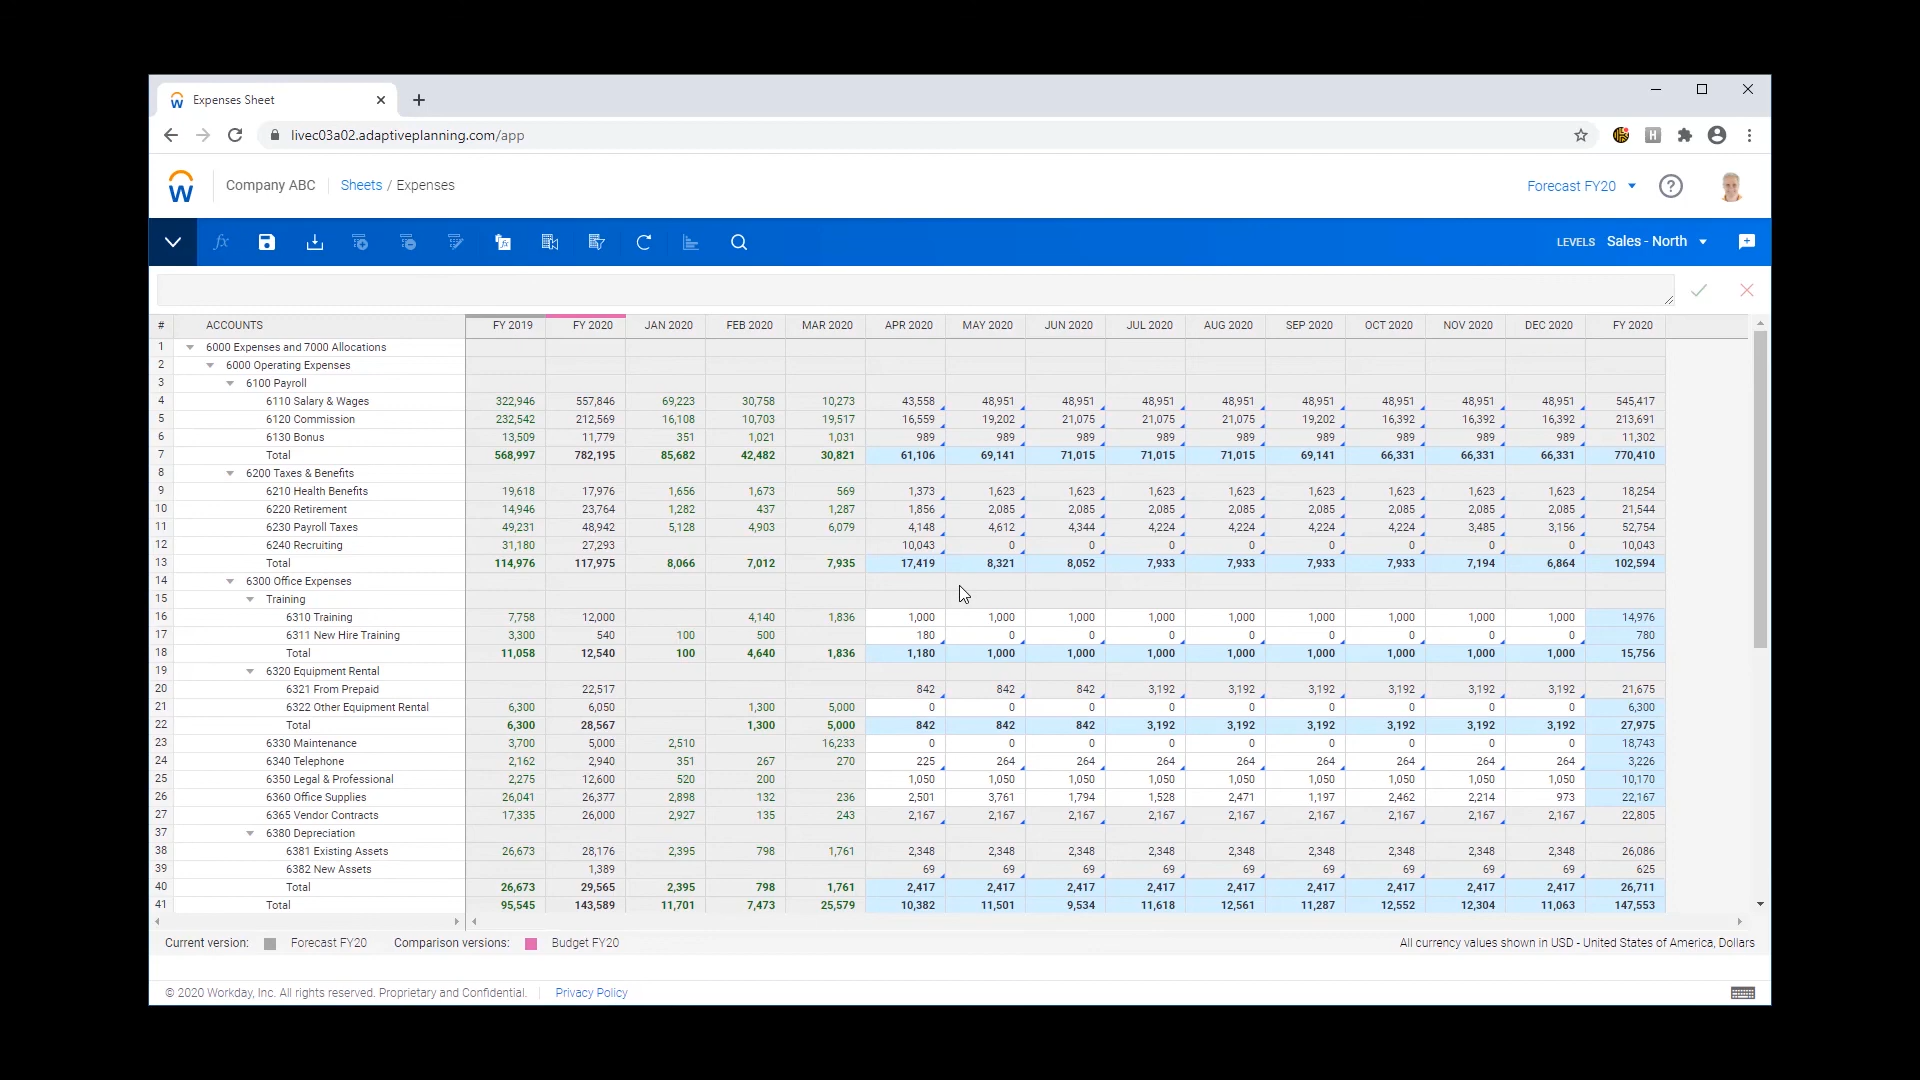 Expenses Sheet
livec03a02.adaptiveplanning.com/app
Company ABC Sheets / Expenses Forecast FY20
LEVELS Sales - North
# ACCOUNTS FY 2019 FY 2020 JAN 2020 FEB 2020 MAR 2020 APR 2020 MAY 2020 JUN 2020 JUL 2020 AUG 2020 SEP 2020 OCT 2020 NOV 2020 DEC 2020 FY 2020
1 6000 Expenses and 7000 Allocations
2 6000 Operating Expenses
3 6100 Payroll
4 6110 Salary & Wages 322,946 557,846 69,223 30,758 10,273 43,558 48,951 48,951 48,951 48,951 48,951 48,951 48,951 48,951 545,417
5 6120 Commission 232,542 212,569 16,108 10,703 19,517 16,559 19,202 21,075 21,075 21,075 19,202 16,392 16,392 16,392 213,691
6 6130 Bonus 13,509 11,779 351 1,021 1,031 989 989 989 989 989 989 989 989 989 11,302
7 Total 568,997 782,195 85,682 42,482 30,821 61,106 69,141 71,015 71,015 71,015 69,141 66,331 66,331 66,331 770,410
8 6200 Taxes & Benefits
9 6210 Health Benefits 19,618 17,976 1,656 1,673 569 1,373 1,623 1,623 1,623 1,623 1,623 1,623 1,623 1,623 18,254
10 6220 Retirement 14,946 23,764 1,282 437 1,287 1,856 2,085 2,085 2,085 2,085 2,085 2,085 2,085 2,085 21,544
11 6230 Payroll Taxes 49,231 48,942 5,128 4,903 6,079 4,148 4,612 4,344 4,224 4,224 4,224 4,224 3,485 3,156 52,754
12 6240 Recruiting 31,180 27,293 10,043 0 0 0 0 0 0 0 0 10,043
13 Total 114,976 117,975 8,066 7,012 7,935 17,419 8,321 8,052 7,933 7,933 7,933 7,933 7,194 6,864 102,594
14 6300 Office Expenses
15 Training
16 6310 Training 7,758 12,000 4,140 1,836 1,000 1,000 1,000 1,000 1,000 1,000 1,000 1,000 1,000 14,976
17 6311 New Hire Training 3,300 540 100 500 180 0 0 0 0 0 0 0 0 780
18 Total 11,058 12,540 100 4,640 1,836 1,180 1,000 1,000 1,000 1,000 1,000 1,000 1,000 1,000 15,756
19 6320 Equipment Rental
20 6321 From Prepaid 22,517 842 842 842 3,192 3,192 3,192 3,192 3,192 3,192 21,675
21 6322 Other Equipment Rental 6,300 6,050 1,300 5,000 0 0 0 0 0 0 0 0 0 6,300
22 Total 6,300 28,567 1,300 5,000 842 842 842 3,192 3,192 3,192 3,192 3,192 3,192 27,975
23 6330 Maintenance 3,700 5,000 2,510 16,233 0 0 0 0 0 0 0 0 0 18,743
24 6340 Telephone 2,162 2,940 351 267 270 225 264 264 264 264 264 264 264 264 3,226
25 6350 Legal & Professional 2,275 12,600 520 200 1,050 1,050 1,050 1,050 1,050 1,050 1,050 1,050 1,050 10,170
26 6360 Office Supplies 26,041 26,377 2,898 132 236 2,501 3,761 1,794 1,528 2,471 1,197 2,462 2,214 973 22,167
27 6365 Vendor Contracts 17,335 26,000 2,927 135 243 2,167 2,167 2,167 2,167 2,167 2,167 2,167 2,167 2,167 22,805
37 6380 Depreciation
38 6381 Existing Assets 26,673 28,176 2,395 798 1,761 2,348 2,348 2,348 2,348 2,348 2,348 2,348 2,348 2,348 26,086
39 6382 New Assets 1,389 69 69 69 69 69 69 69 69 69 625
40 Total 26,673 29,565 2,395 798 1,761 2,417 2,417 2,417 2,417 2,417 2,417 2,417 2,417 2,417 26,711
41 Total 95,545 143,589 11,701 7,473 25,579 10,382 11,501 9,534 11,618 12,561 11,287 12,552 12,304 11,063 147,553
Current version: Forecast FY20 Comparison versions: Budget FY20 All currency values shown in USD - United States of America, Dollars
© 2020 Workday, Inc. All rights reserved. Proprietary and Confidential. Privacy Policy